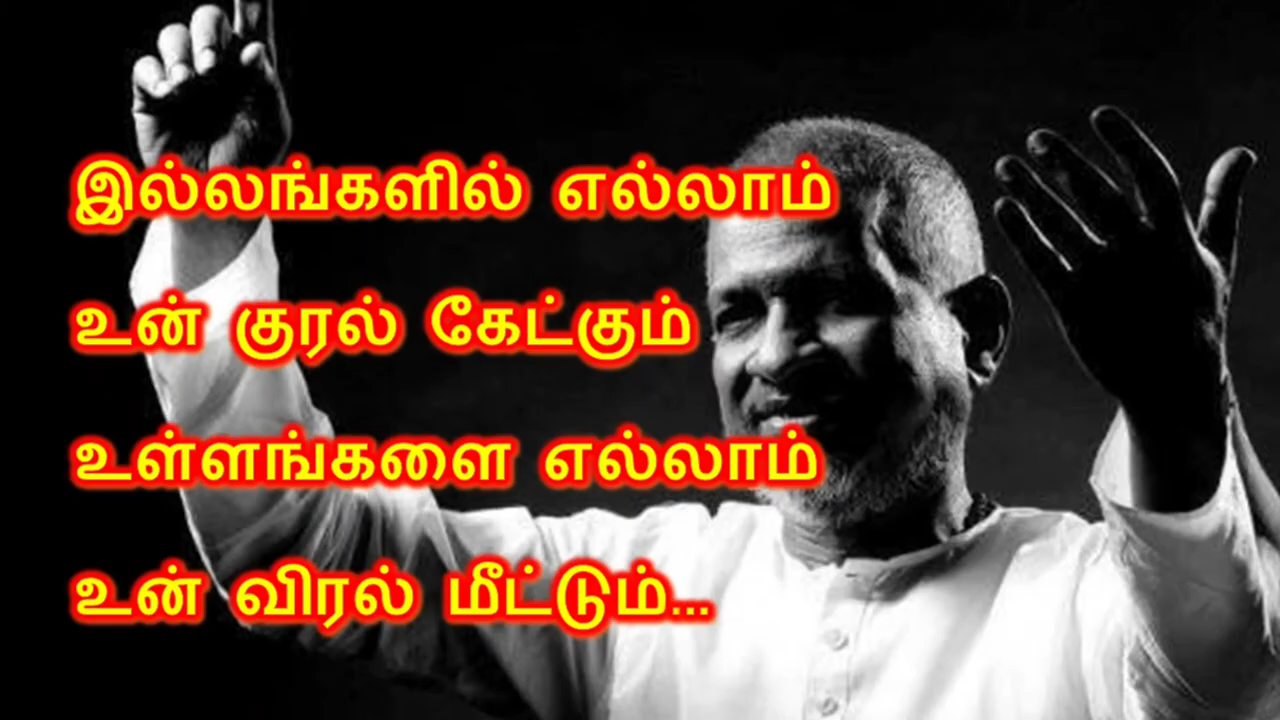 இல்லங்களில் எல்லாம்
உன் குரல் கேட்கும்
உள்ளங்களை எல்லாம்
உன் விரல் மீட்டும்...